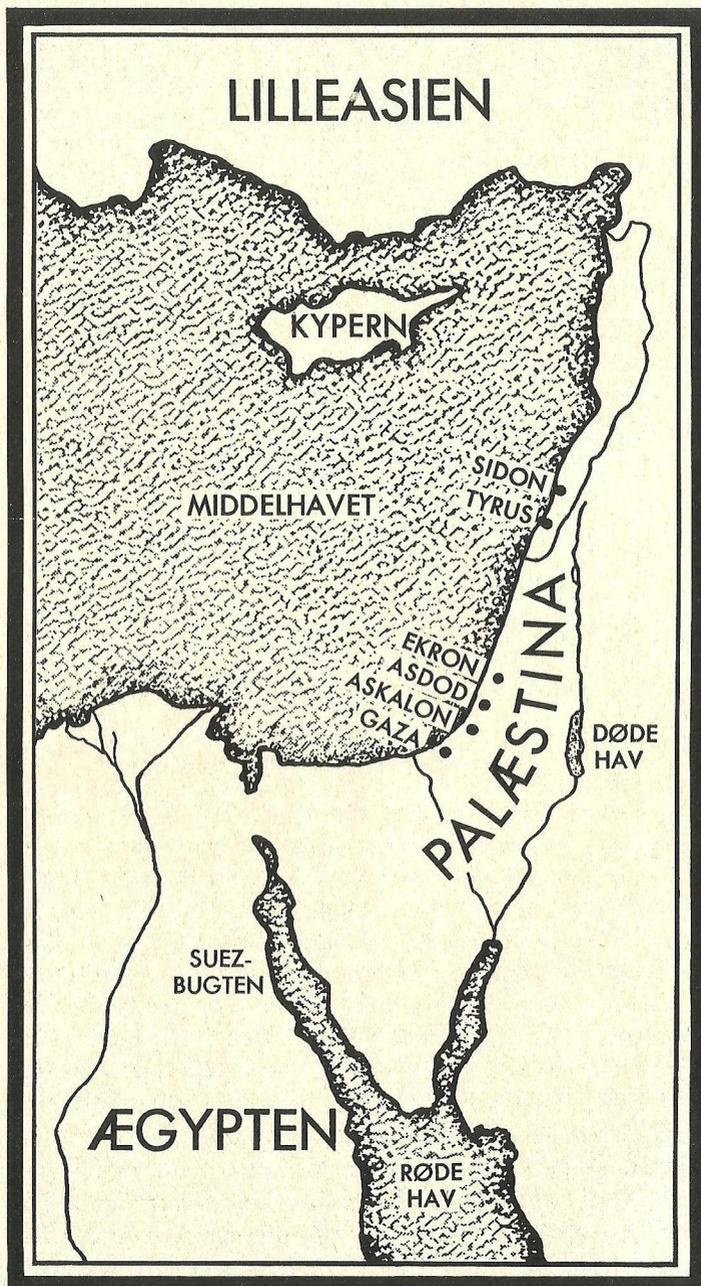 LILLEASIEN
KYPERN
SIDON
TYRUS
MIDDELHAVET
EKRON
ASDOD
ASKALON
GAZA
PALÆSTINA
DØDE
HAV
SUEZ-
BUGTEN
ÆGYPTEN
RØDE
HAV